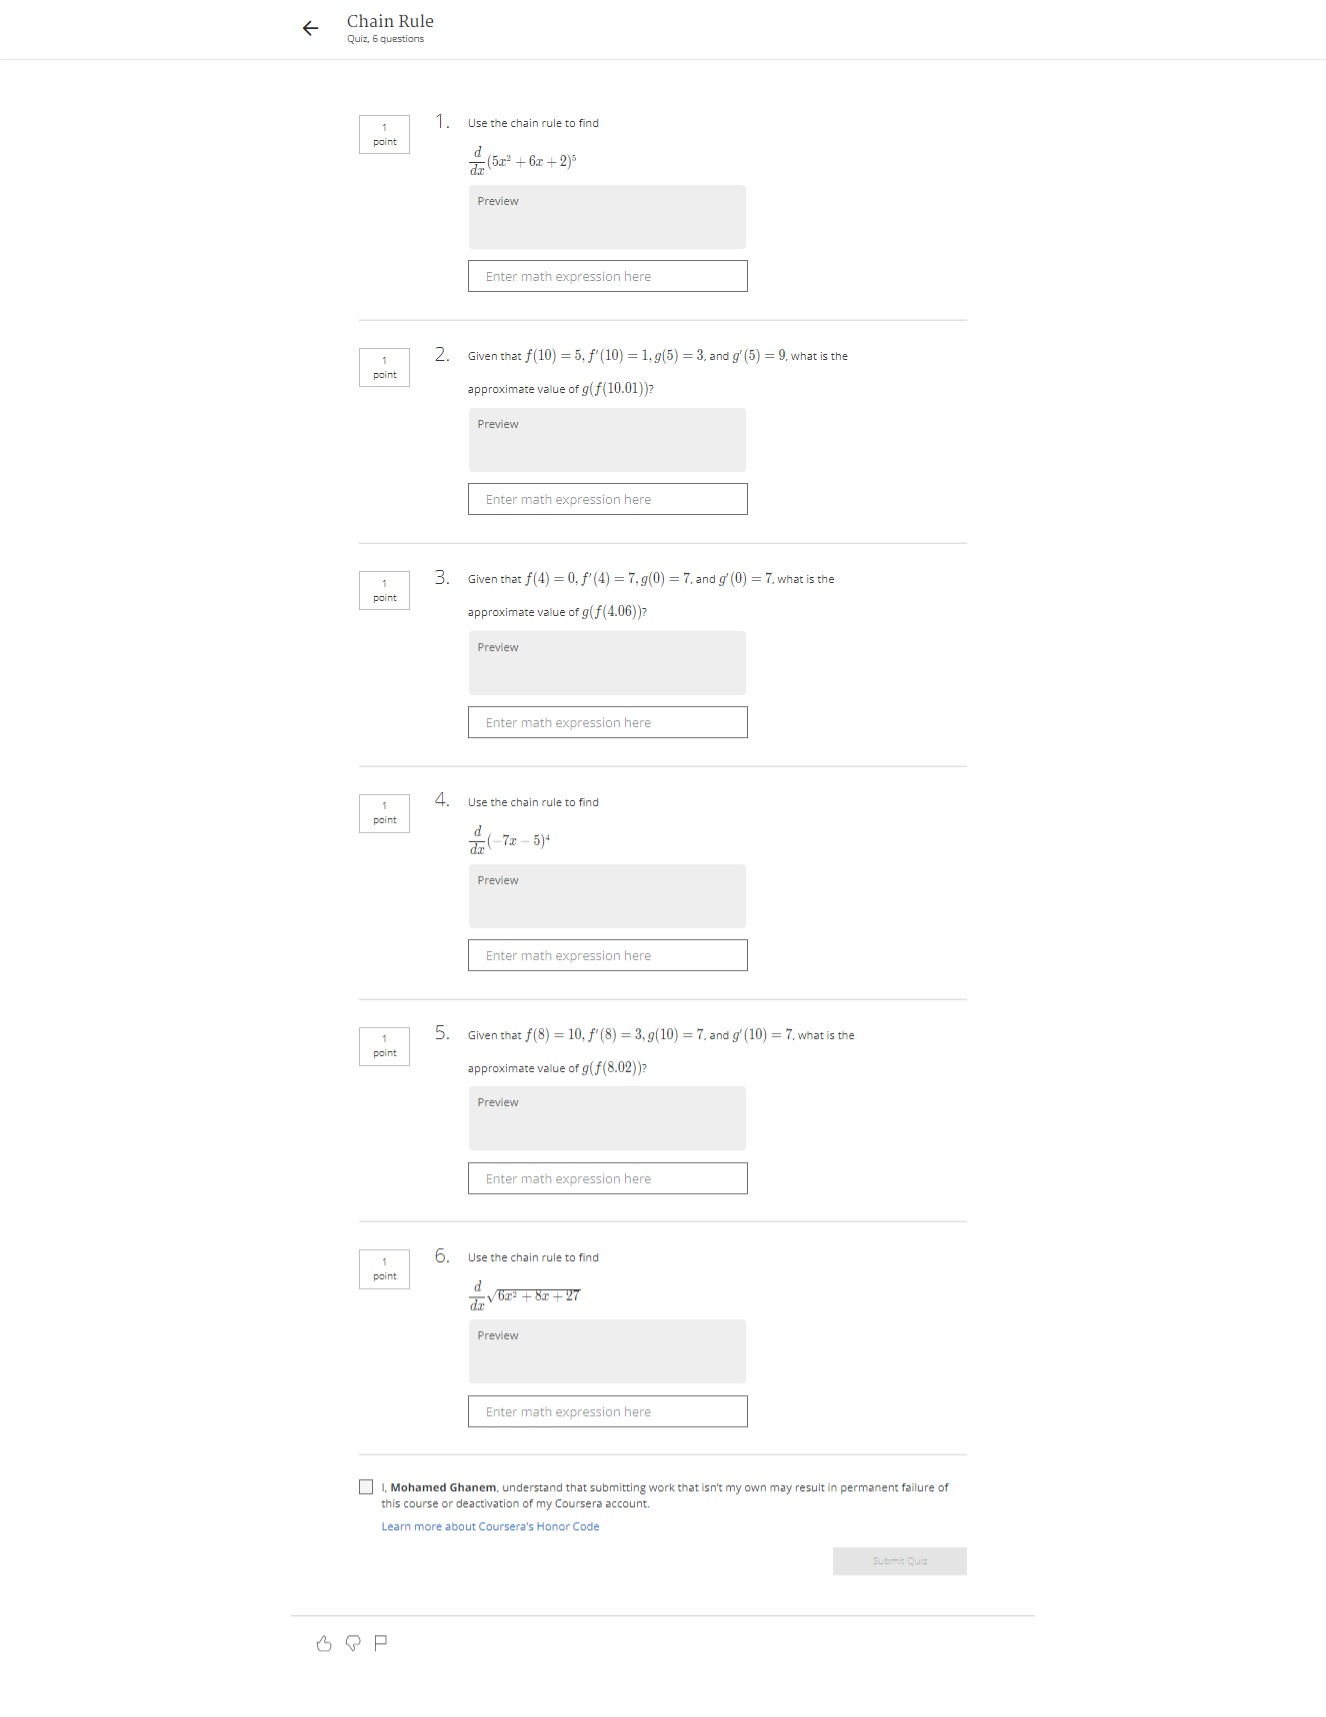 Chain Rule
Quiz, 6 questions
1
point
1.
Use the chain rule to find
d/dx (5x² + 6x + 2)⁵
Preview
Enter math expression here
1
point
2.
Given that f(10) = 5, f′(10) = 1, g(5) = 3, and g′(5) = 9, what is the
approximate value of g(f(10.01))?
Preview
Enter math expression here
1
point
3.
Given that f(4) = 0, f′(4) = 7, g(0) = 7, and g′(0) = 7, what is the
approximate value of g(f(4.06))?
Preview
Enter math expression here
1
point
4.
Use the chain rule to find
d/dx (−7x − 5)⁴
Preview
Enter math expression here
1
point
5.
Given that f(8) = 10, f′(8) = 3, g(10) = 7, and g′(10) = 7, what is the
approximate value of g(f(8.02))?
Preview
Enter math expression here
1
point
6.
Use the chain rule to find
d/dx √(6x² + 8x + 27)
Preview
Enter math expression here
I, Mohamed Ghanem, understand that submitting work that isn't my own may result in permanent failure of
this course or deactivation of my Coursera account.
Learn more about Coursera's Honor Code
Submit Quiz